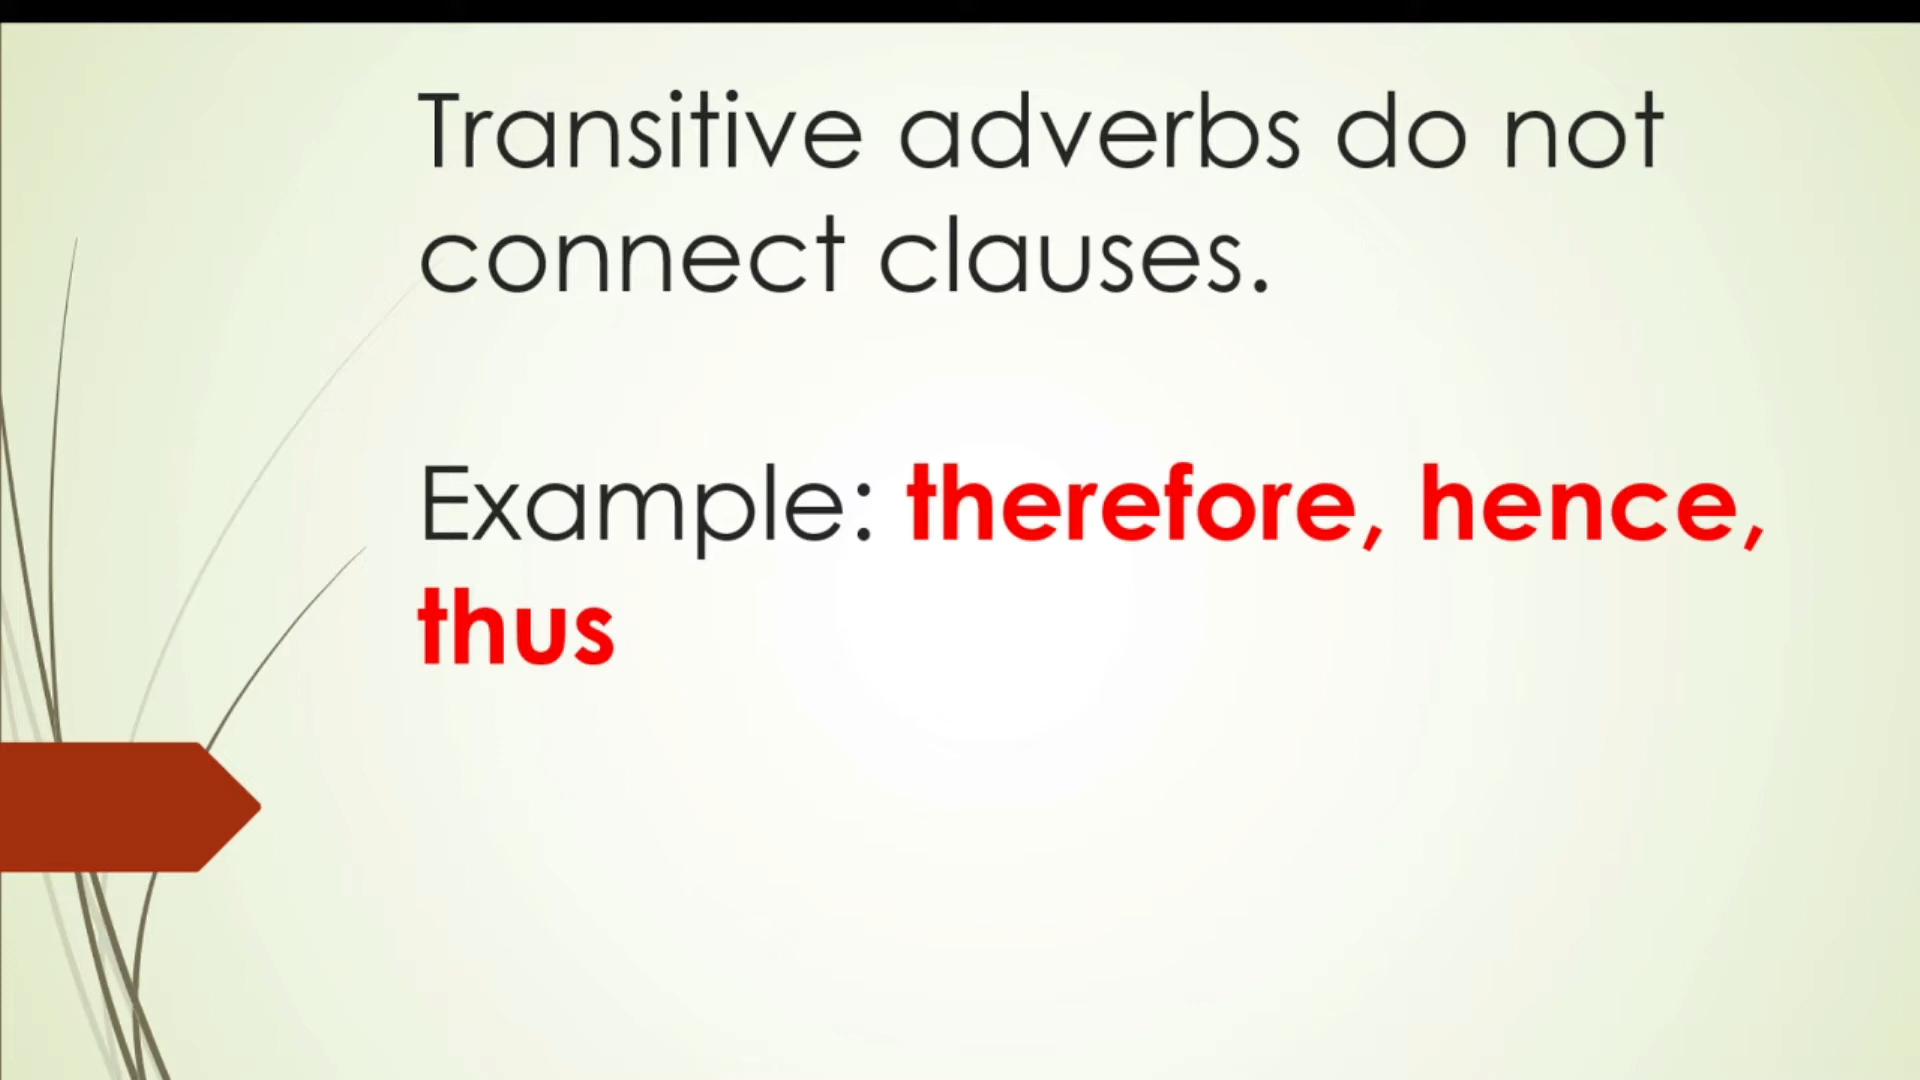 Transitive adverbs do not
connect clauses.
Example: therefore, hence,
thus